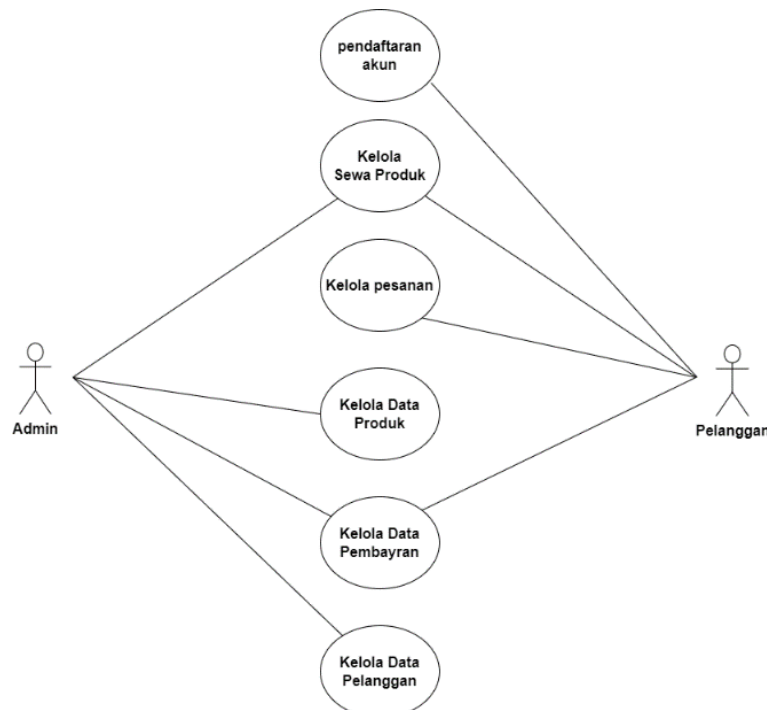 pendaftaran
akun
Kelola
Sewa Produk
Kelola pesanan
Kelola Data
Produk
Admin
Pelanggan
Kelola Data
Pembayran
Kelola Data
Pelanggan